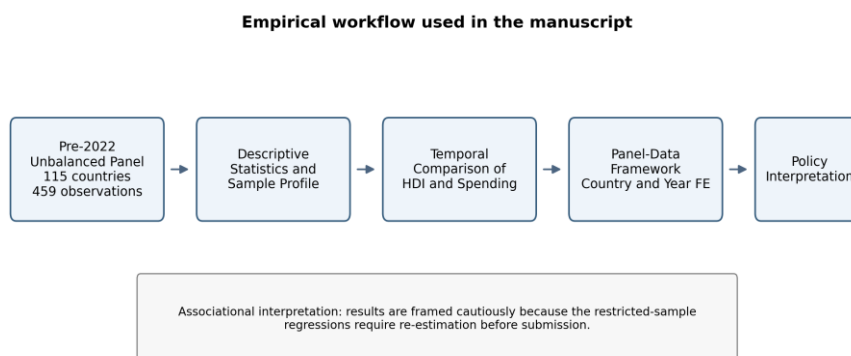 Empirical workflow used in the manuscript
Pre-2022
Unbalanced Panel
115 countries
459 observations
Descriptive
Statistics and
Sample Profile
Temporal
Comparison of
HDI and Spending
Panel-Data
Framework
Country and Year FE
Policy
Interpretation
Associational interpretation: results are framed cautiously because the restricted-sample
regressions require re-estimation before submission.